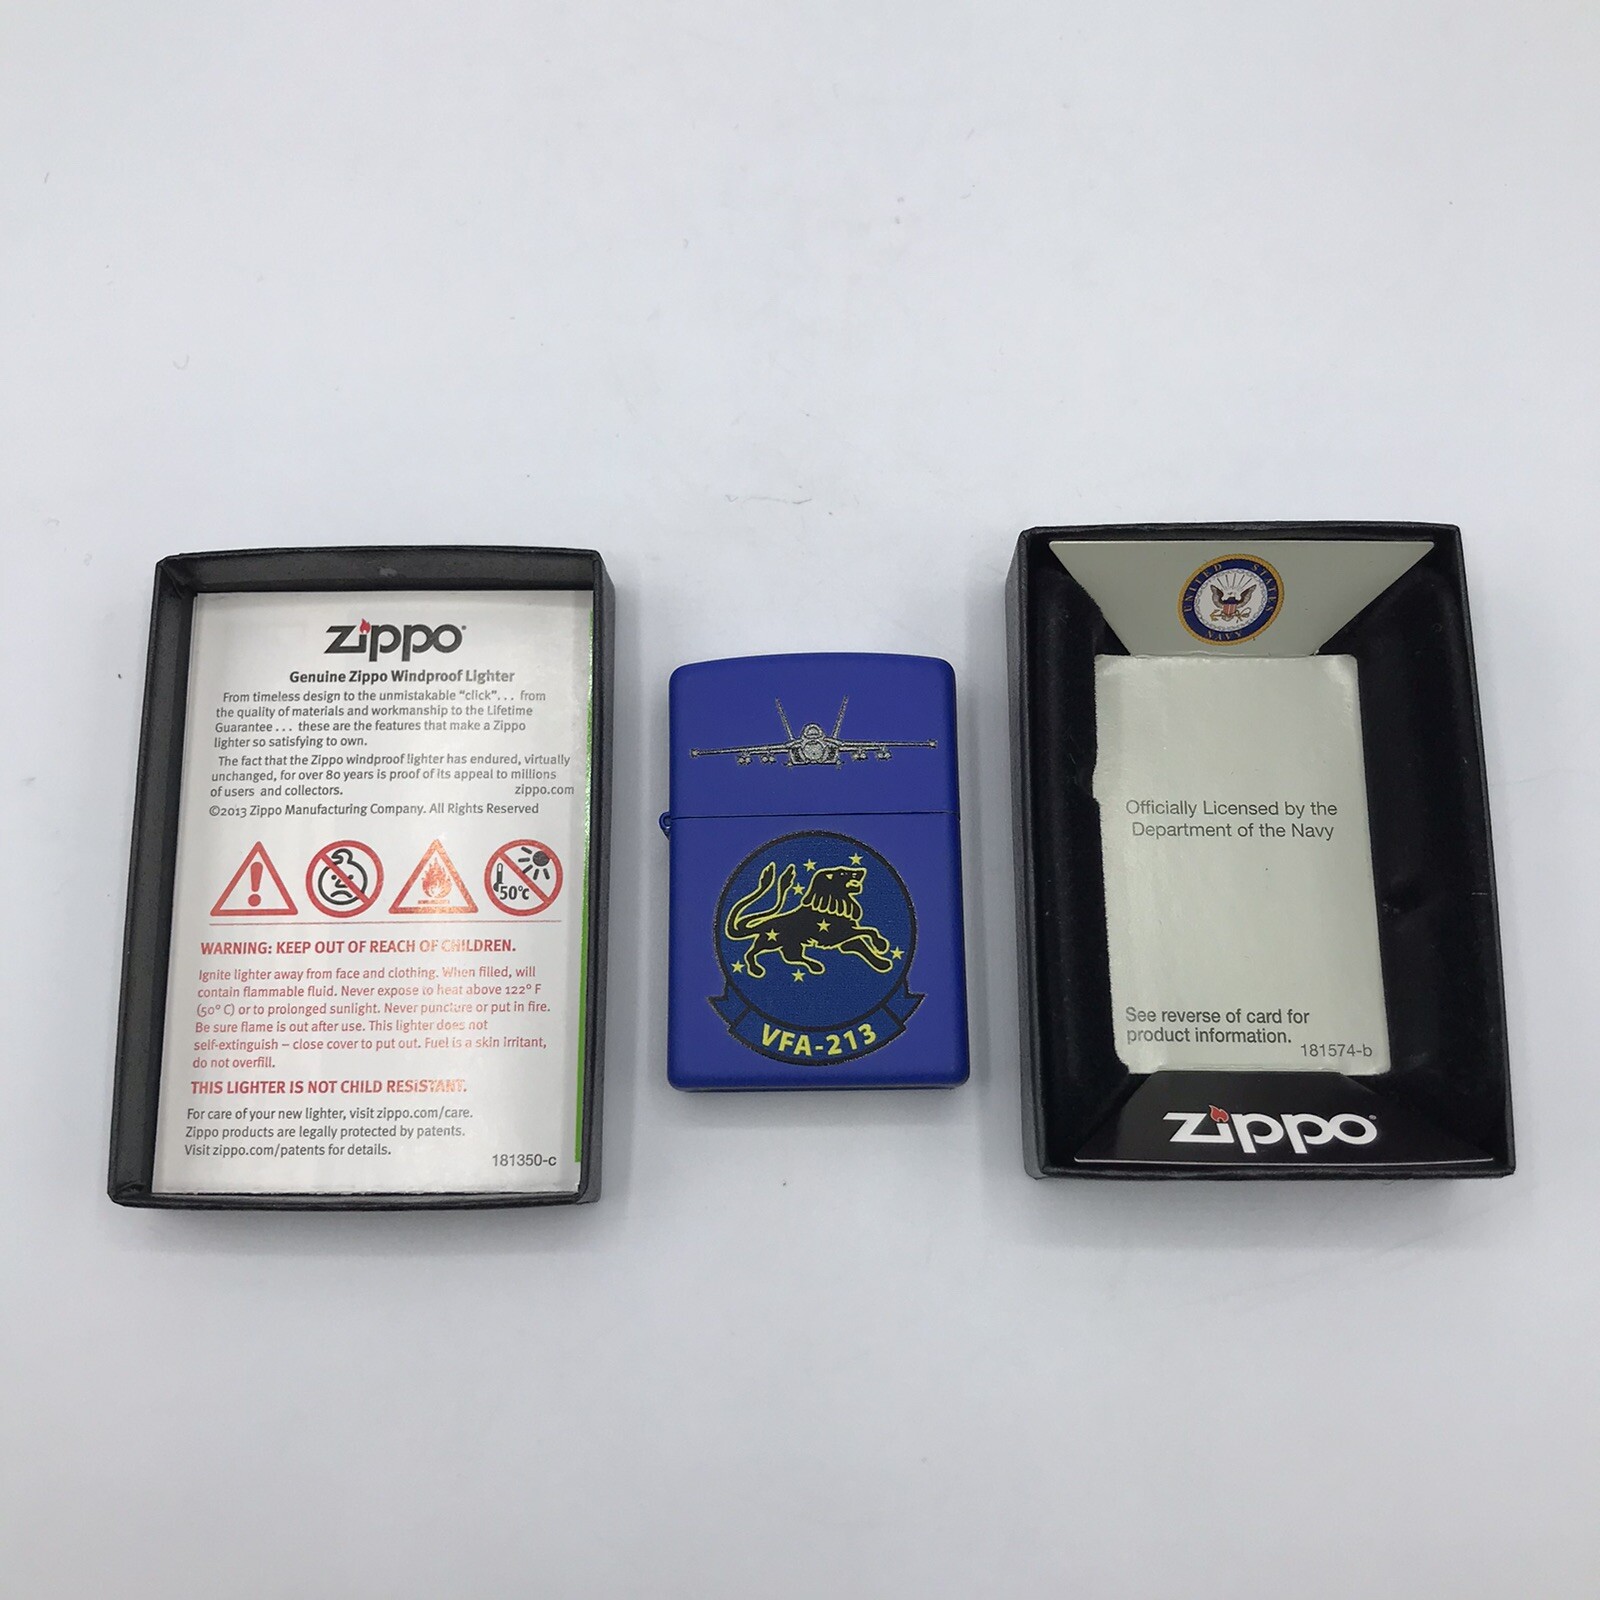 Zippo
Genuine Zippo Windproof Lighter
From timeless design to the unmistakable "click"... from
the quality of materials and workmanship to the Lifetime
Guarantee... these are the features that make a Zippo
lighter so satisfying to own.
The fact that the Zippo windproof lighter has endured, virtually
unchanged, for over 80 years is proof of its appeal to millions
of users and collectors. zippo.com
©2013 Zippo Manufacturing Company. All Rights Reserved
50°C
WARNING: KEEP OUT OF REACH OF CHILDREN.
Ignite lighter away from face and clothing. When filled, will
contain flammable fluid. Never expose to heat above 122° F
(50° C) or to prolonged sunlight. Never puncture or put in fire.
Be sure flame is out after use. This lighter does not
self-extinguish – close cover to put out. Fuel is a skin irritant,
do not overfill.
THIS LIGHTER IS NOT CHILD RESISTANT.
For care of your new lighter, visit zippo.com/care.
Zippo products are legally protected by patents.
Visit zippo.com/patents for details.
181350-c
VFA-213
UNITED STATES
NAVY
Officially Licensed by the
Department of the Navy
See reverse of card for
product information.
181574-b
Zippo